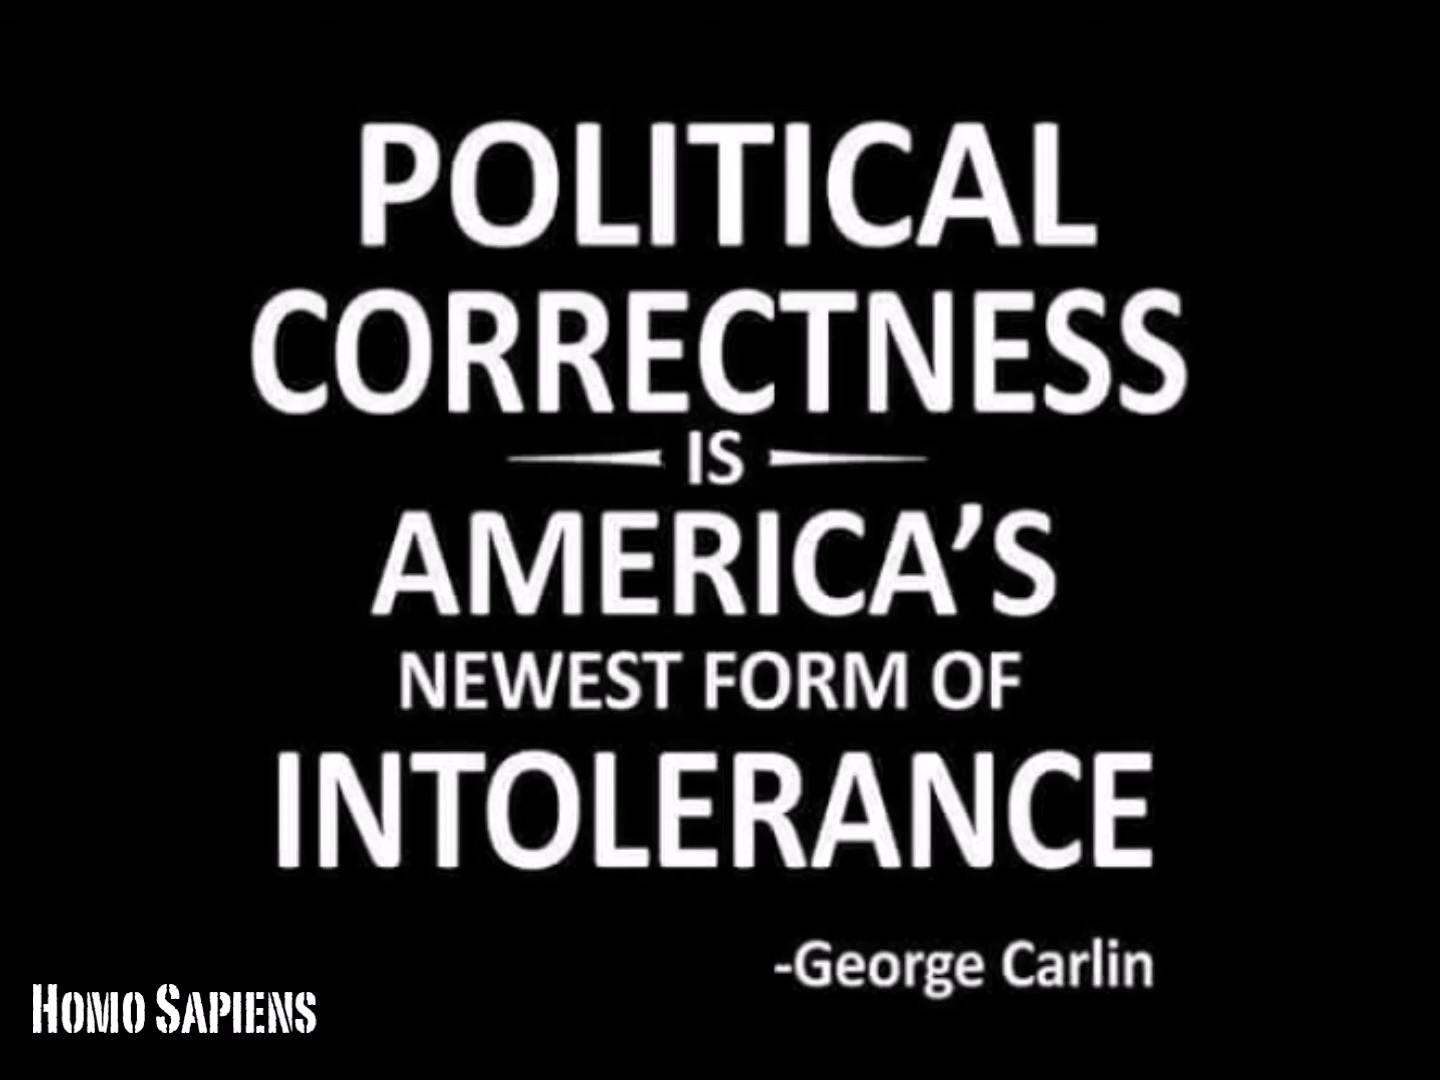 POLITICAL
CORRECTNESS
IS
AMERICA'S
NEWEST FORM OF
INTOLERANCE
-George Carlin
HOMO SAPIENS